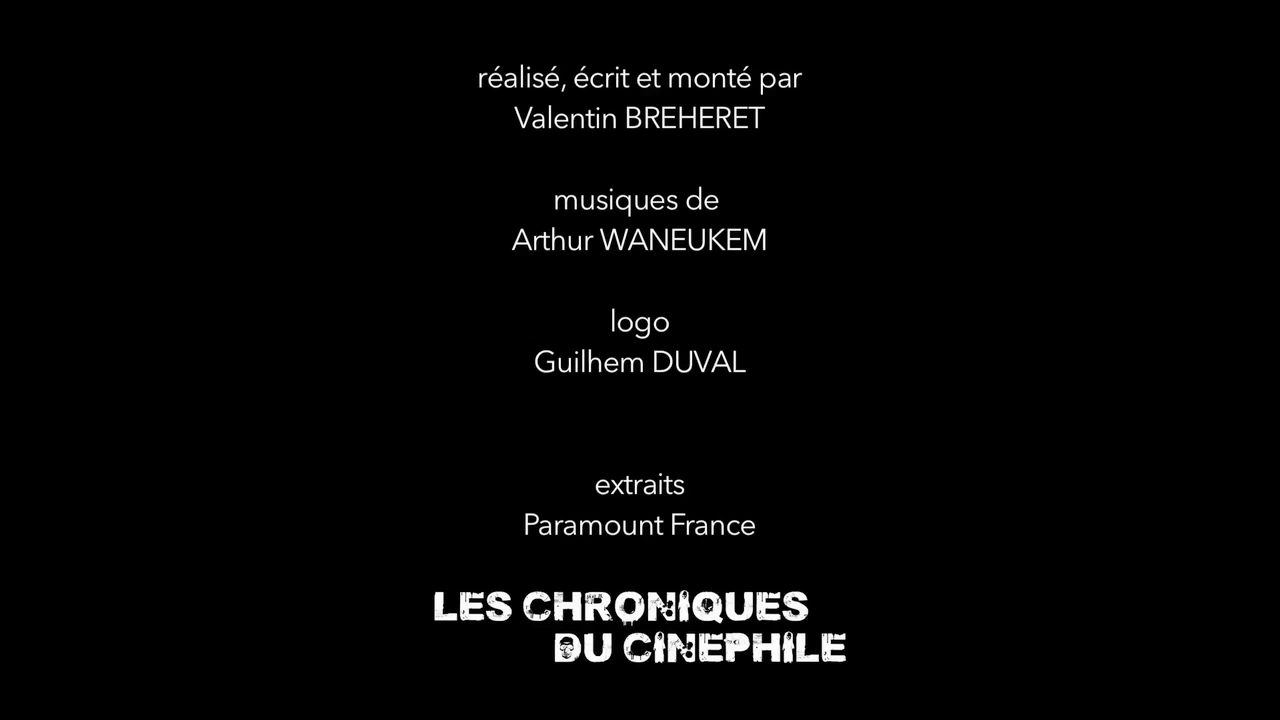 réalisé, écrit et monté par
Valentin BREHERET
musiques de
Arthur WANEUKEM
logo
Guilhem DUVAL
extraits
Paramount France
LES CHRONIQUES
DU CINEPHILE